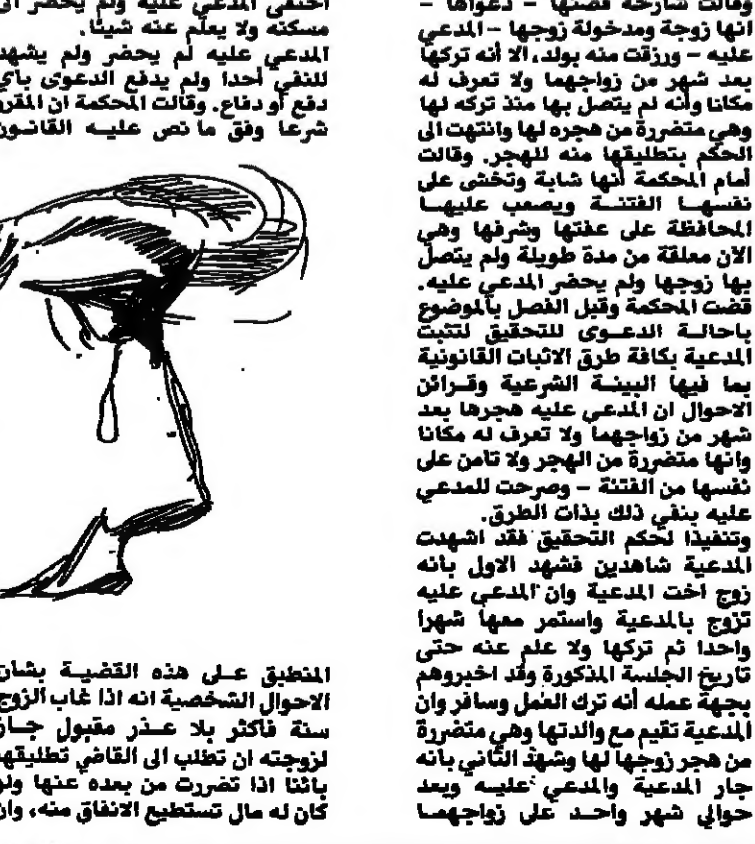 وقالت شارحة قضيتها – دعواها –
انها زوجة ومدخولة زوجها – المدعي
عليه – ورزقت منه بولد، الا أنه تركها
بعد شهر من زواجهما ولا تعرف له
مكانا وأنه لم يتصل بها منذ تركه لها
وهي متضررة من هجره لها وانتهت الى
الحكم بتطليقها منه للهجر. وقالت
أمام المحكمة أنها شابة وتخشى على
نفسها الفتنة ويصعب عليها
المحافظة على عفتها وشرفها وهي
الان معلقة من مدة طويلة ولم يتصل
بها زوجها ولم يحضر المدعي عليه.
قضت المحكمة وقبل الفصل بالموضوع
باحالة الدعوى للتحقيق لتثبت
المدعية بكافة طرق الاثبات القانونية
بما فيها البينة الشرعية وقرائن
الاحوال ان المدعي عليه هجرها بعد
شهر من زواجهما ولا تعرف له مكانا
وانها متضررة من الهجر ولا تأمن على
نفسها من الفتنة – وصرحت للمدعي
عليه بنفي ذلك بذات الطرق.
وتنفيذا لحكم التحقيق فقد اشهدت
المدعية شاهدين فشهد الاول بأنه
زوج اخت المدعية وان المدعى عليه
تزوج بالمدعية واستمر معها شهرا
واحدا ثم تركها ولا علم عنه حتى
تاريخ الجلسة المذكورة وقد اخبروهم
بجهة عمله أنه ترك العمل وسافر وان
المدعية تقيم مع والدتها وهي متضررة
من هجر زوجها لها وشهد الثاني بانه
جار المدعية والمدعي عليه وبعد
حوالي شهر واحد على زواجهما
اختفى المدعي عليه ولم يحضر الى
مسكنه ولا يعلم عنه شيئا.
المدعي عليه لم يحضر ولم يشهد
للنفي أحدا ولم يدفع الدعوى بأي
دفع أو دفاع. وقالت المحكمة ان المقرر
شرعا وفق ما نص عليه القانون
المنطبق على هذه القضية بشأن
الاحوال الشخصية انه اذا غاب الزوج
سنة فأكثر بلا عذر مقبول جاز
لزوجته ان تطلب الى القاضي تطليقها
بائنا اذا تضررت من بعده عنها ولو
كان له مال تستطيع الانفاق منه، وان